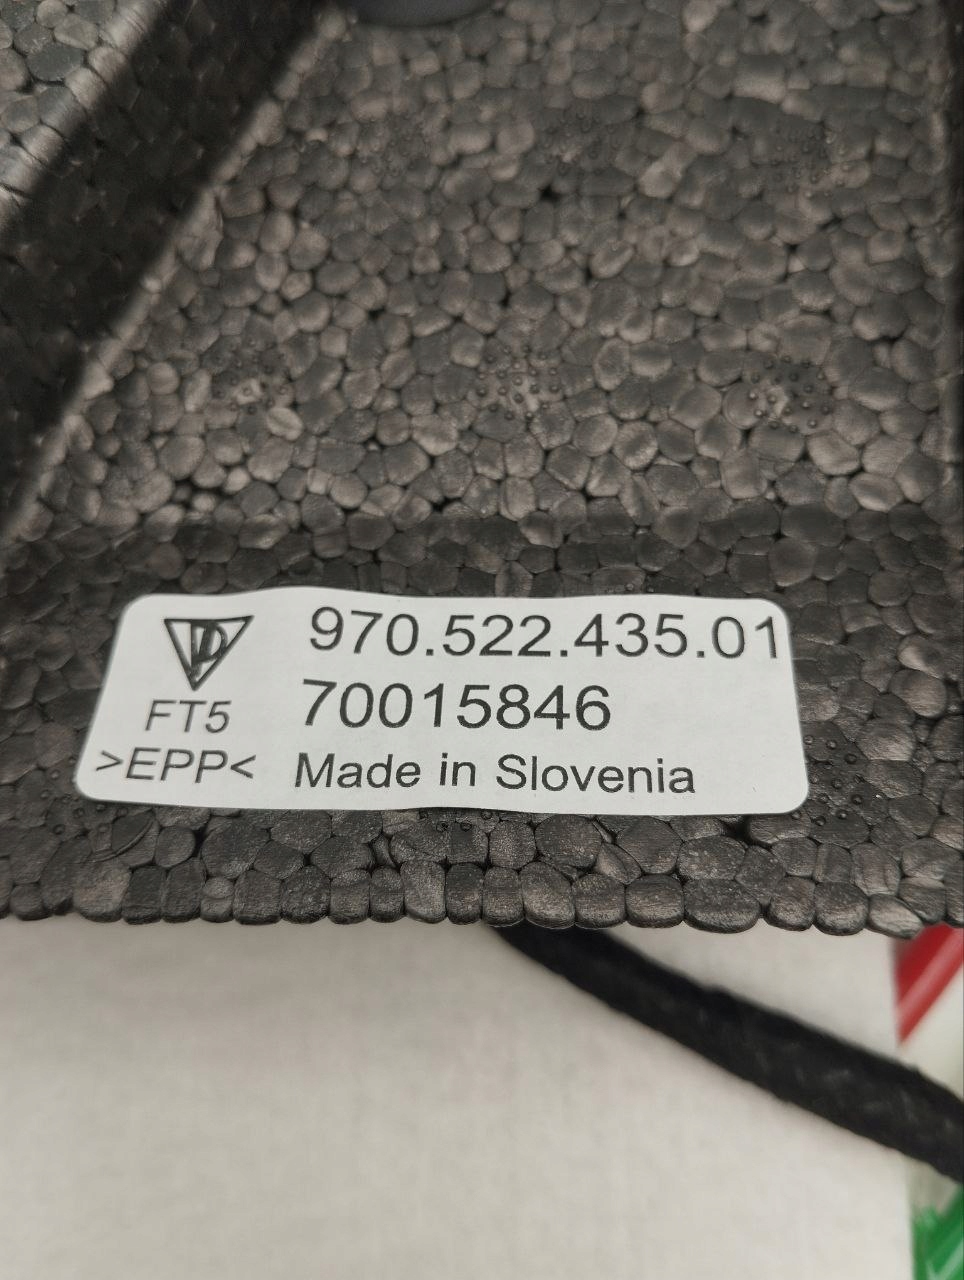 970.522.435.01
70015846
FT5
>EPP<
Made in Slovenia